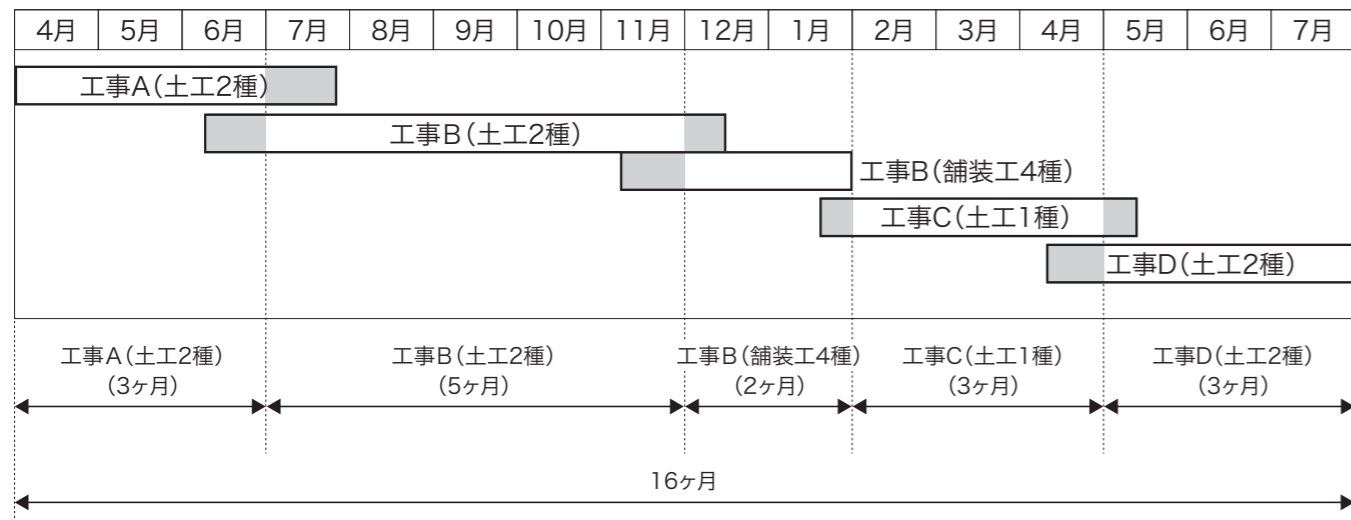 4月 5月 6月 7月 8月 9月 10月 11月 12月 1月 2月 3月 4月 5月 6月 7月
工事A(土工2種)
工事B(土工2種)
工事B(舗装工4種)
工事C(土工1種)
工事D(土工2種)
工事A(土工2種) 工事B(土工2種) 工事B(舗装工4種) 工事C(土工1種) 工事D(土工2種)
(3ヶ月) (5ヶ月) (2ヶ月) (3ヶ月) (3ヶ月)
16ヶ月